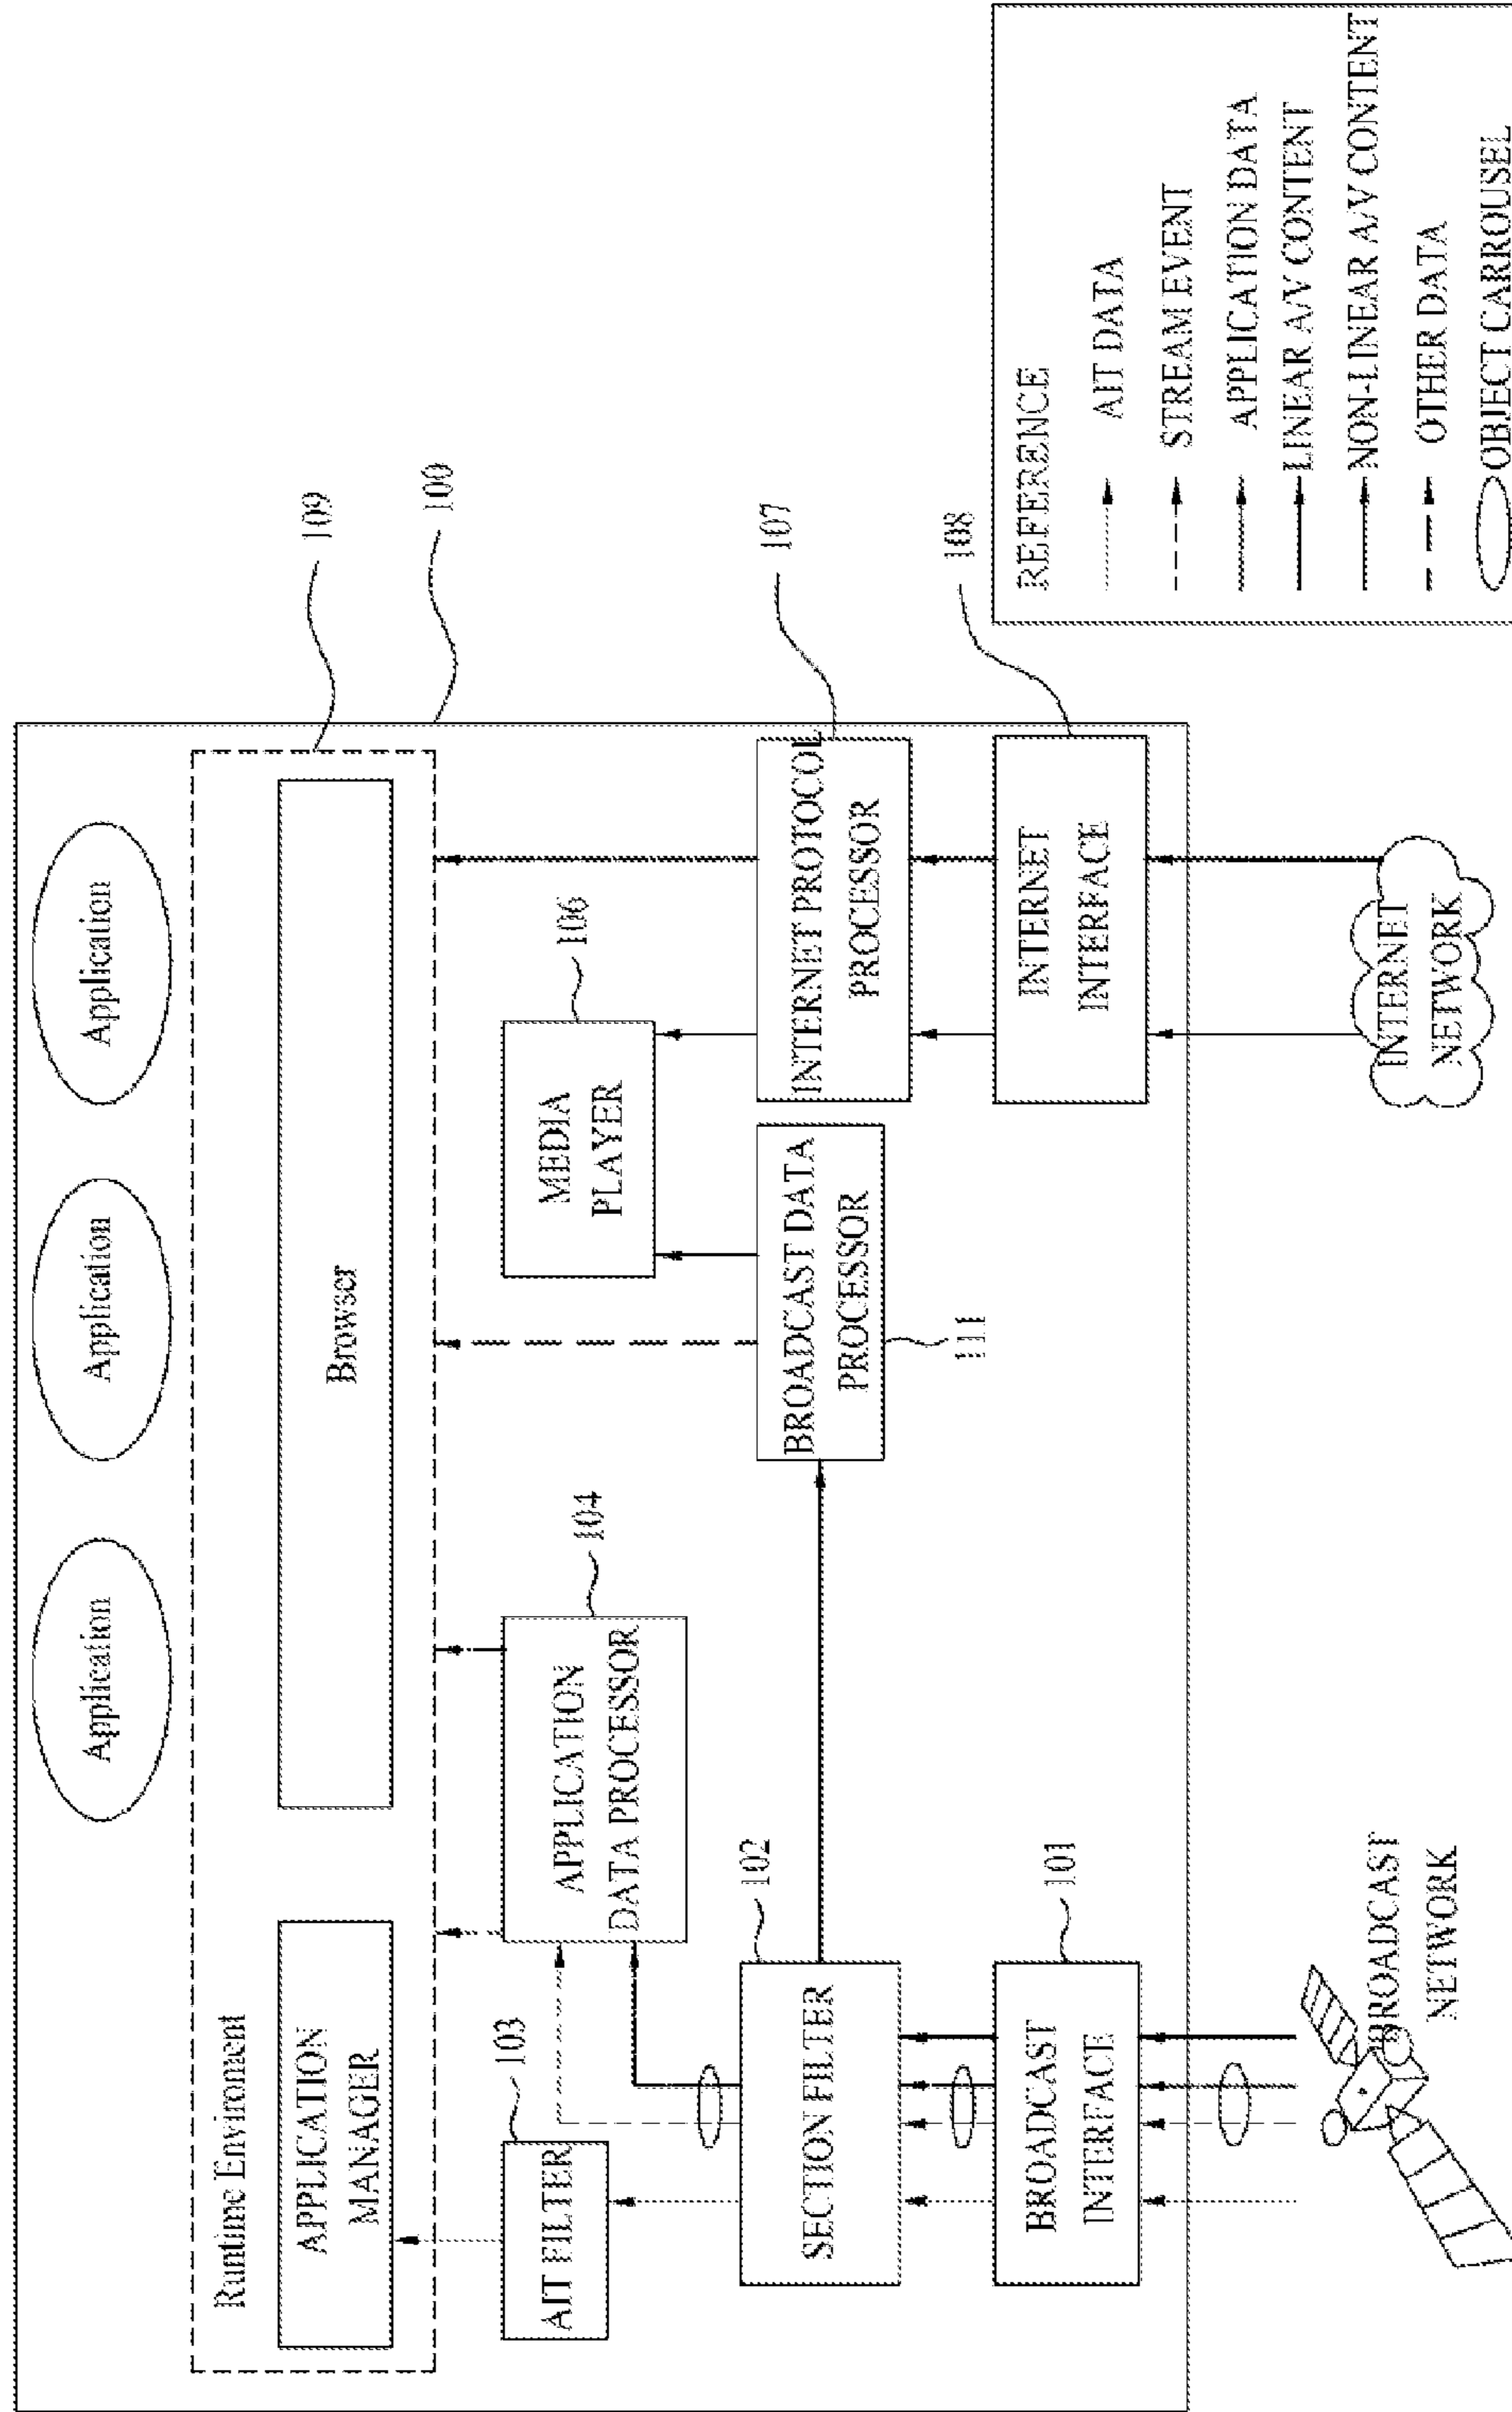 Application
Application
Application
109
100
Runtime Enviroment
APPLICATION
MANAGER
Browser
103
AIT FILTER
104
APPLICATION
DATA PROCESSOR
106
MEDIA
PLAYER
102
SECTION FILTER
BROADCAST DATA
PROCESSOR
111
INTERNET PROTOCOL
PROCESSOR
107
101
BROADCAST
INTERFACE
INTERNET
INTERFACE
108
BROADCAST
NETWORK
INTERNET
NETWORK
REFERENCE
AIT DATA
STREAM EVENT
APPLICATION DATA
LINEAR A/V CONTENT
NON-LINEAR A/V CONTENT
OTHER DATA
OBJECT CARROUSEL